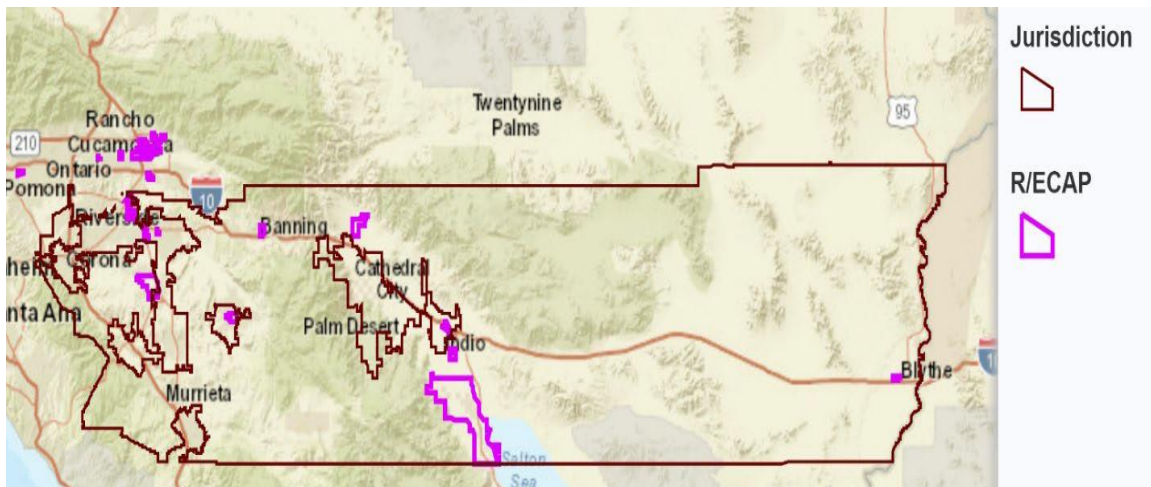 Jurisdiction
R/ECAP
Twentynine
Palms
95
Rancho
Cucamonga
210
Ontario
Pomona
10
Riverside
Banning
Corona
Cathedral
City
nta Ana
Palm Desert
Indio
Blythe
Murrieta
Salton
Sea